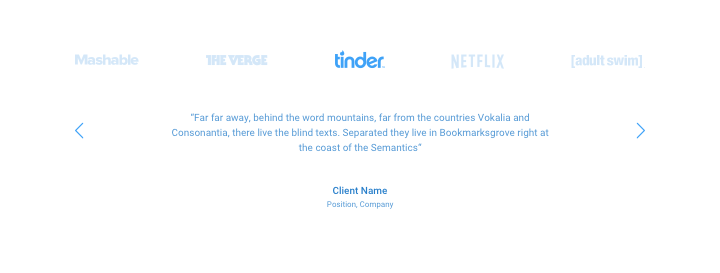 Mashable THE VERGE tinder NETFLIX [adult swim]
“Far far away, behind the word mountains, far from the countries Vokalia and
Consonantia, there live the blind texts. Separated they live in Bookmarksgrove right at
the coast of the Semantics”
Client Name
Position, Company